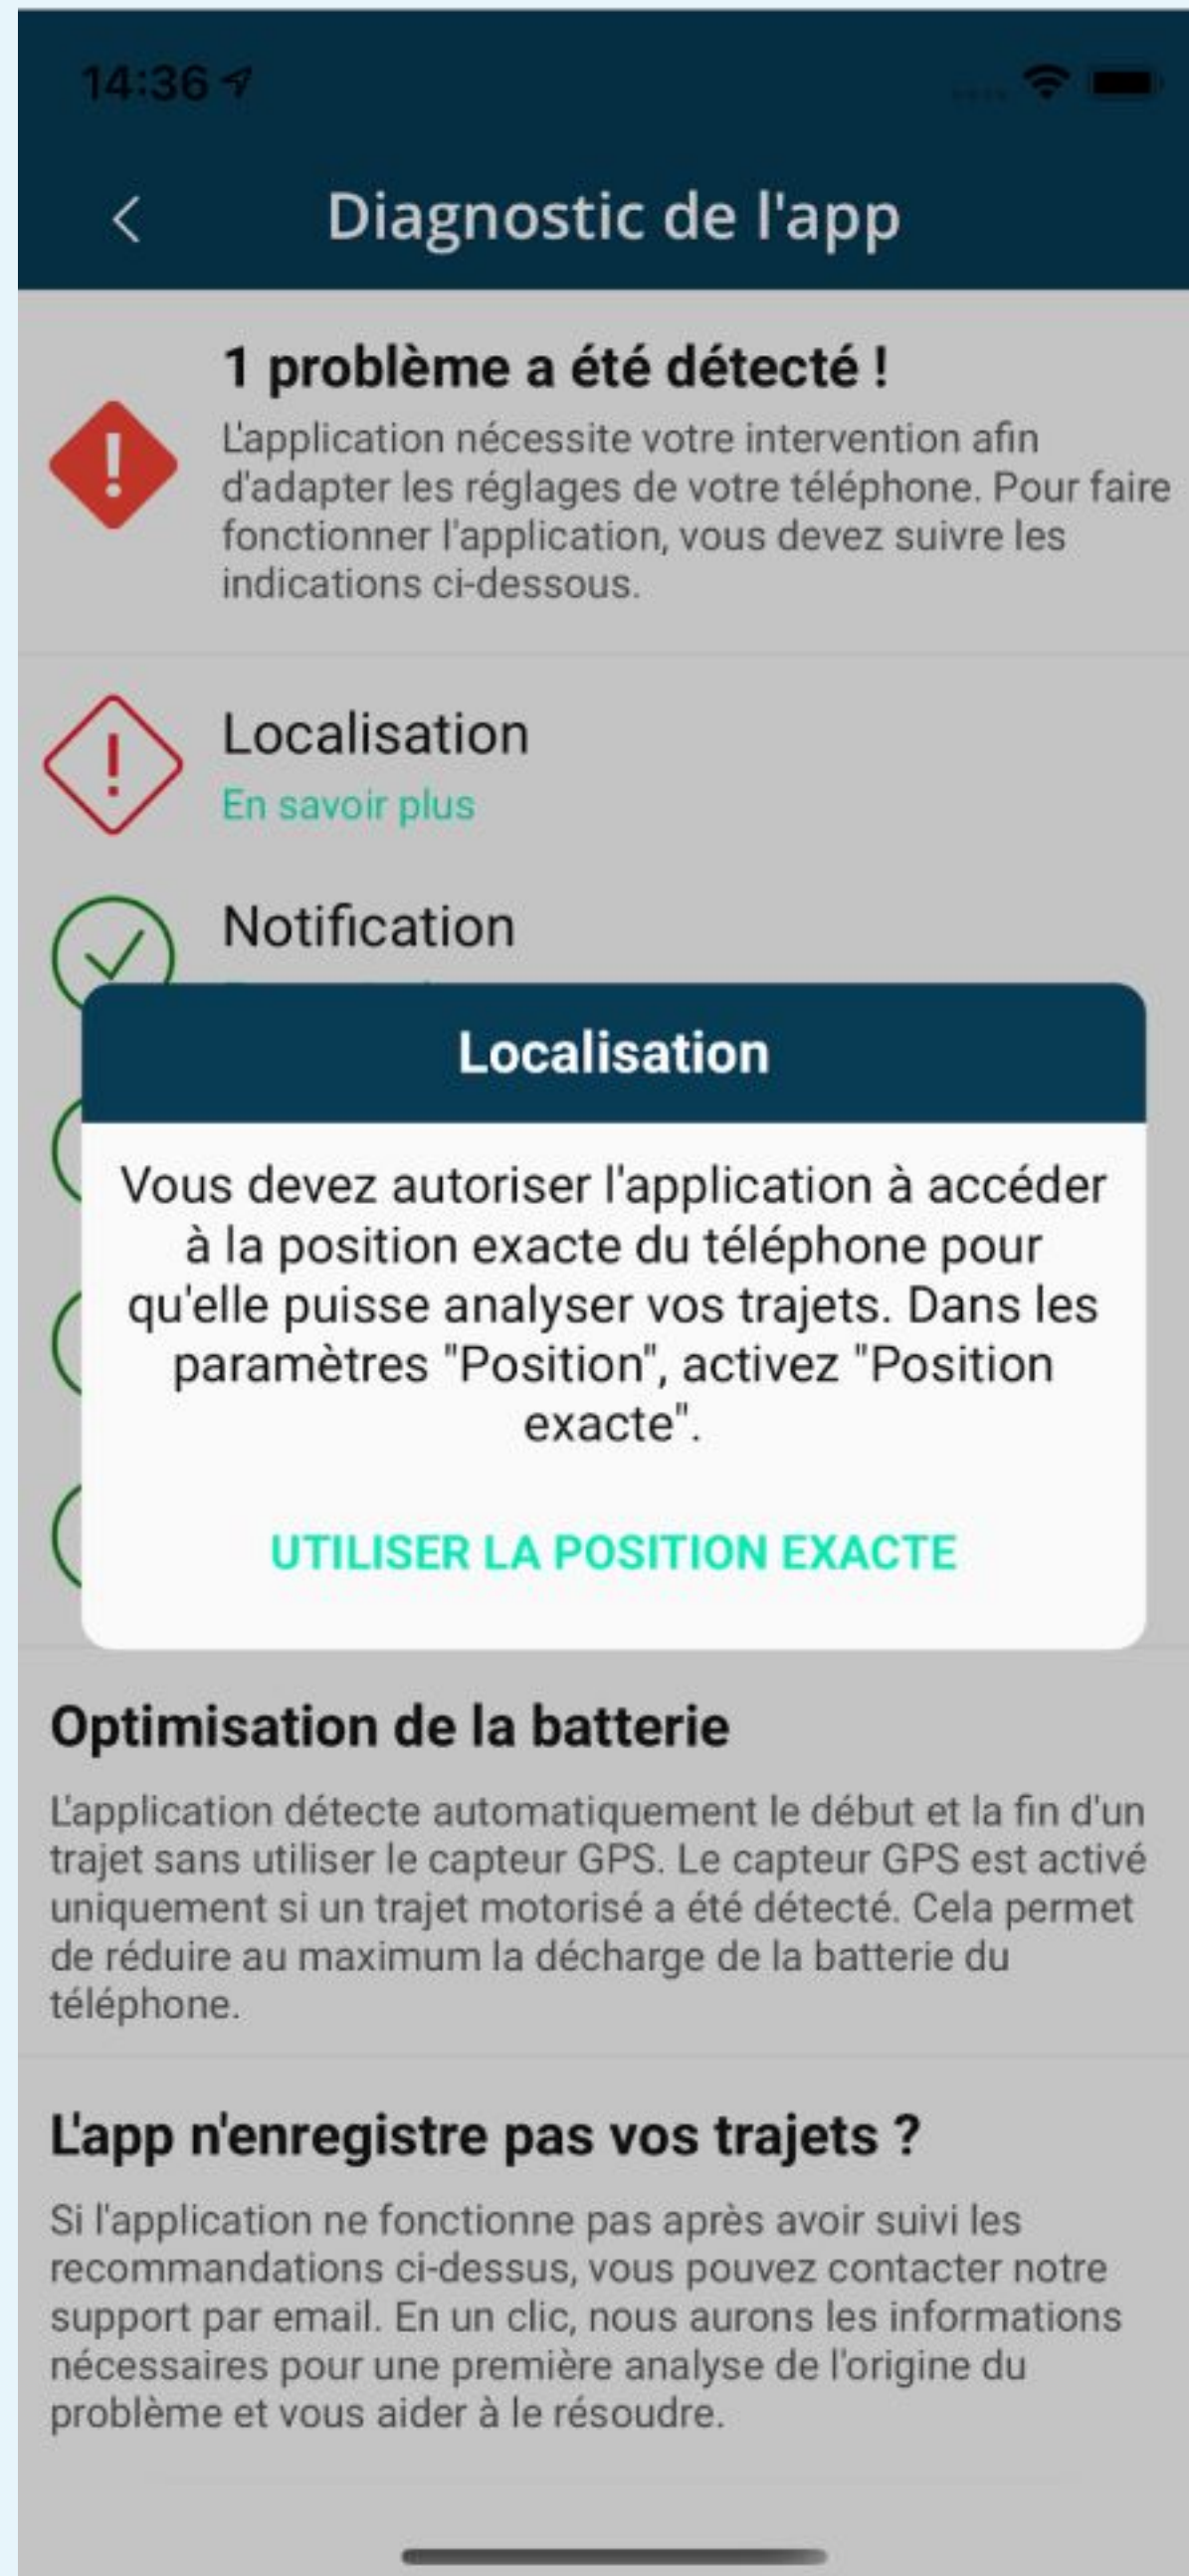 14:36
Diagnostic de l'app
1 problème a été détecté !
L'application nécessite votre intervention afin
d'adapter les réglages de votre téléphone. Pour faire
fonctionner l'application, vous devez suivre les
indications ci-dessous.
Localisation
En savoir plus
Notification
Localisation
Vous devez autoriser l'application à accéder
à la position exacte du téléphone pour
qu'elle puisse analyser vos trajets. Dans les
paramètres "Position", activez "Position
exacte".
UTILISER LA POSITION EXACTE
Optimisation de la batterie
L'application détecte automatiquement le début et la fin d'un
trajet sans utiliser le capteur GPS. Le capteur GPS est activé
uniquement si un trajet motorisé a été détecté. Cela permet
de réduire au maximum la décharge de la batterie du
téléphone.
L'app n'enregistre pas vos trajets ?
Si l'application ne fonctionne pas après avoir suivi les
recommandations ci-dessus, vous pouvez contacter notre
support par email. En un clic, nous aurons les informations
nécessaires pour une première analyse de l'origine du
problème et vous aider à le résoudre.